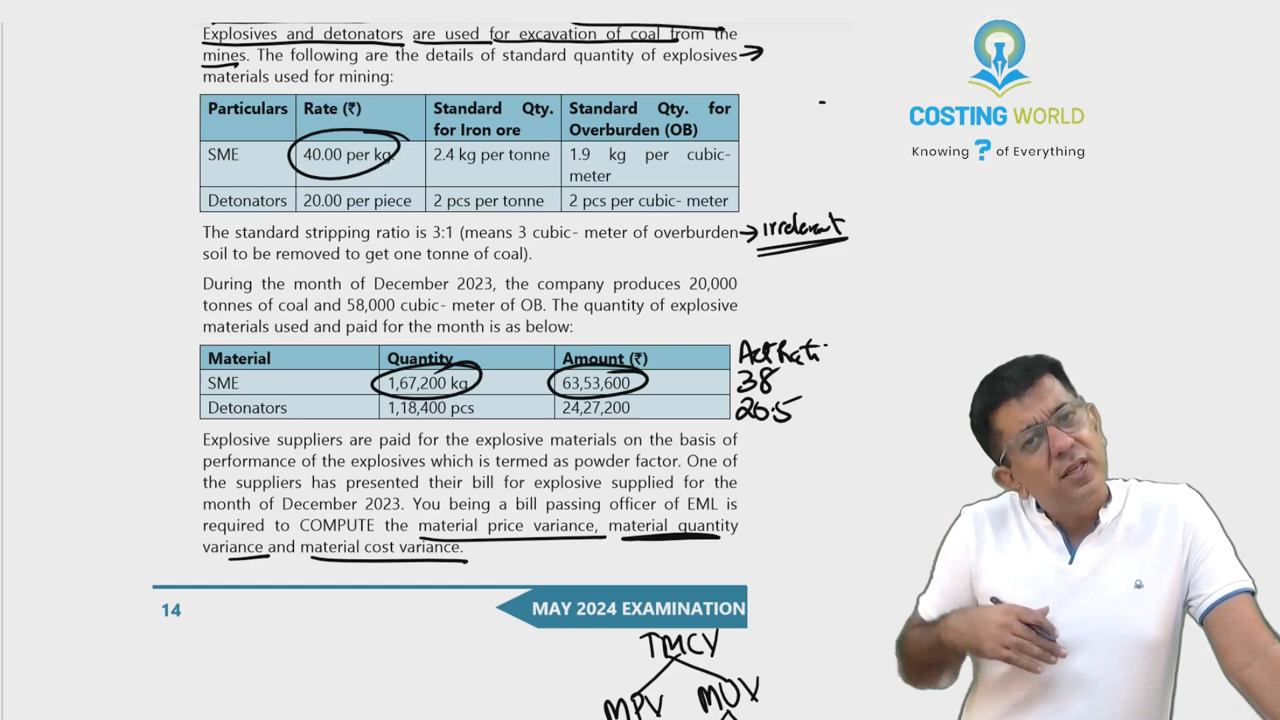 Explosives and detonators are used for excavation of coal from the
mines. The following are the details of standard quantity of explosives
materials used for mining:
Particulars Rate (₹) Standard Qty. for Iron ore Standard Qty. for Overburden (OB)
SME 40.00 per kg. 2.4 kg per tonne 1.9 kg per cubic-meter
Detonators 20.00 per piece 2 pcs per tonne 2 pcs per cubic- meter
The standard stripping ratio is 3:1 (means 3 cubic- meter of overburden
soil to be removed to get one tonne of coal).
irrelevant
During the month of December 2023, the company produces 20,000
tonnes of coal and 58,000 cubic- meter of OB. The quantity of explosive
materials used and paid for the month is as below:
Material Quantity Amount (₹)
SME 1,67,200 kg 63,53,600 38
Detonators 1,18,400 pcs 24,27,200 20.5
Explosive suppliers are paid for the explosive materials on the basis of
performance of the explosives which is termed as powder factor. One of
the suppliers has presented their bill for explosive supplied for the
month of December 2023. You being a bill passing officer of EML is
required to COMPUTE the material price variance, material quantity
variance and material cost variance.
14 MAY 2024 EXAMINATION
TMCV
MPV
COSTING WORLD
Knowing ? of Everything